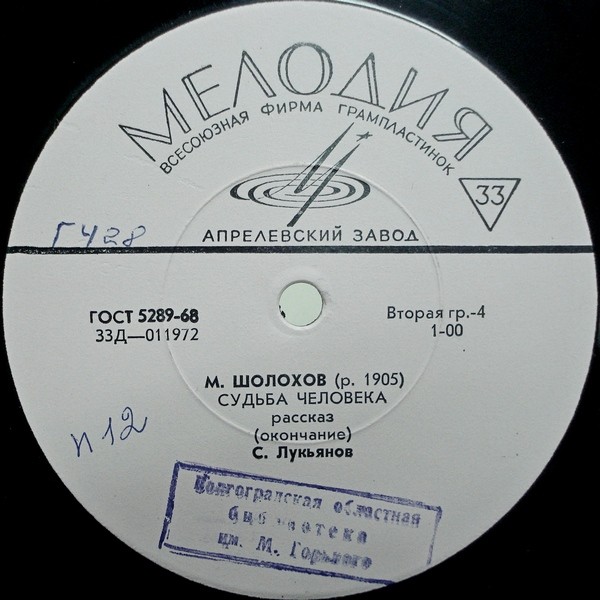 МЕЛОДИЯ
ВСЕСОЮЗНАЯ ФИРМА ГРАМПЛАСТИНОК
33
АПРЕЛЕВСКИЙ ЗАВОД
Г428
ГОСТ 5289-68
33Д—011972
Вторая гр.-4
1-00
М. ШОЛОХОВ (р. 1905)
СУДЬБА ЧЕЛОВЕКА
рассказ
(окончание)
С. Лукьянов
п 12
Волгоградская областная
библиотека
им. М. Горького